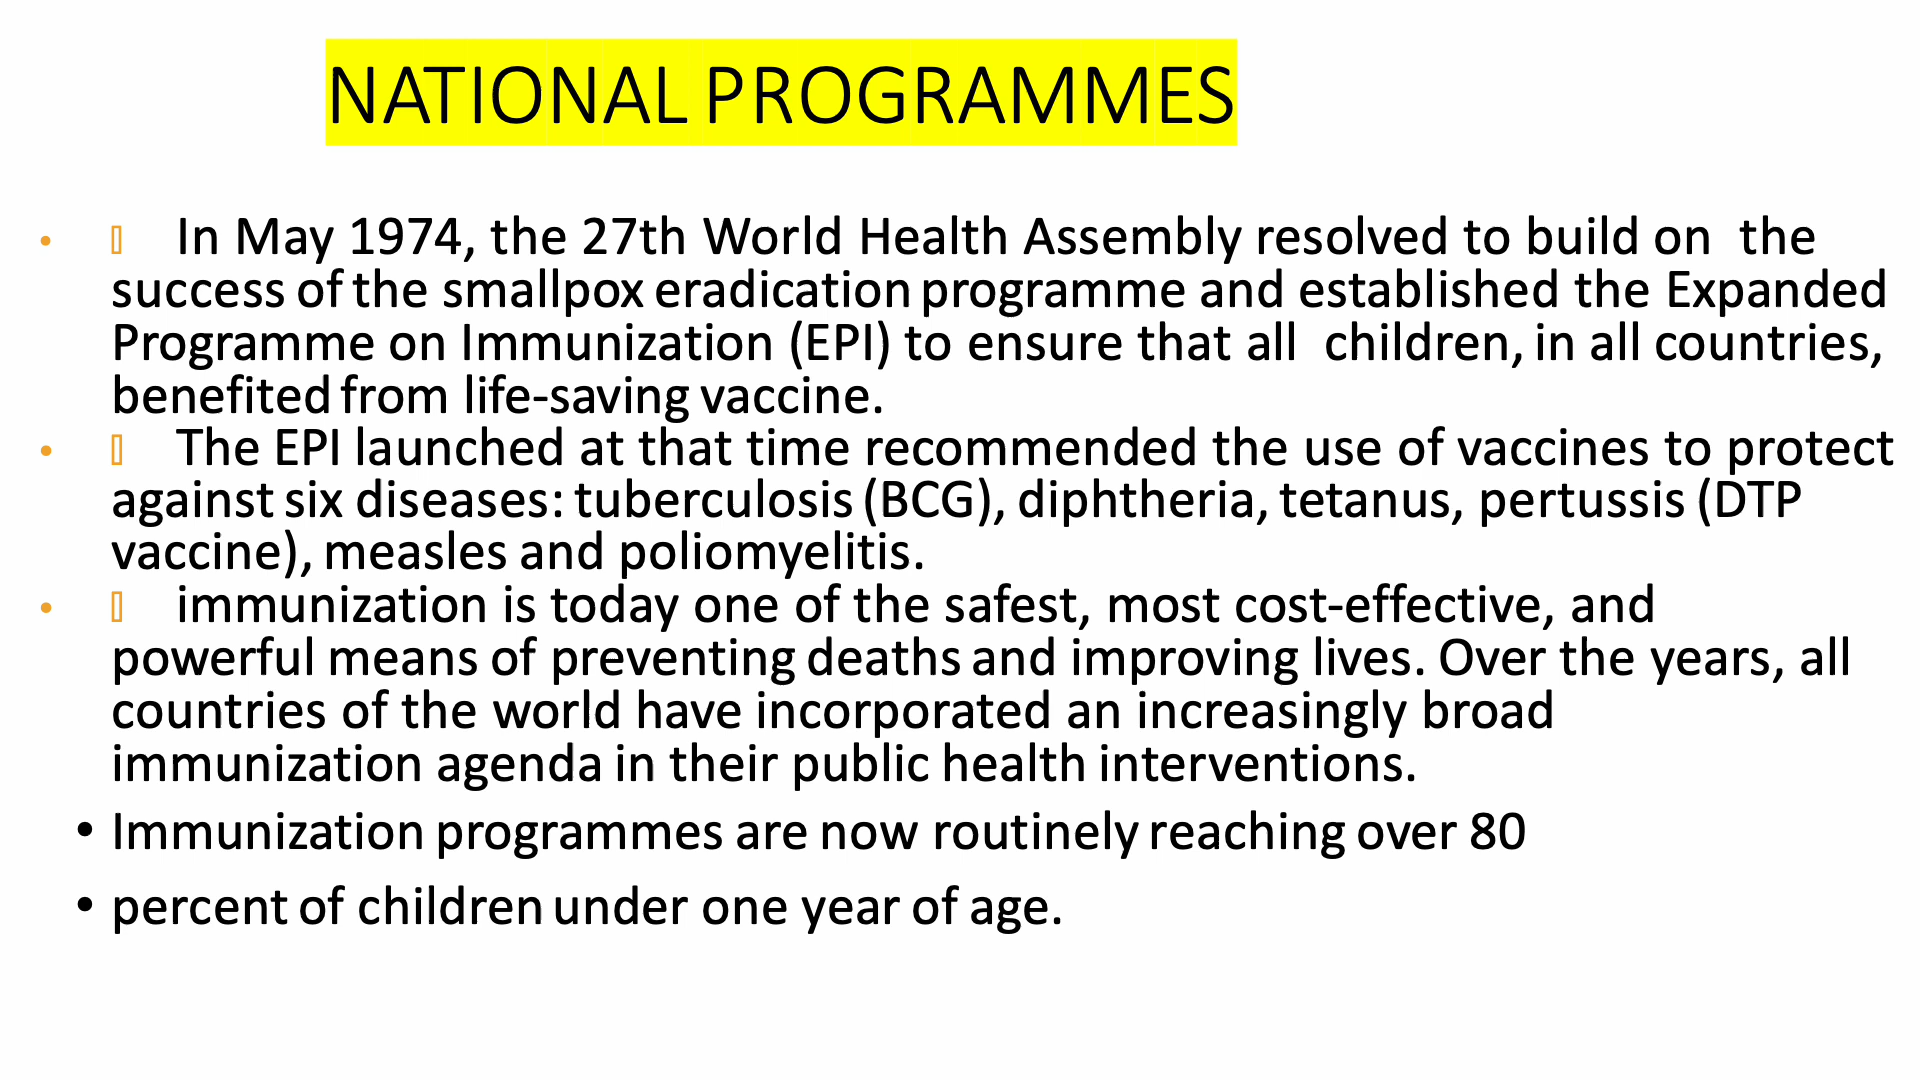 NATIONAL PROGRAMMES
• In May 1974, the 27th World Health Assembly resolved to build on the
success of the smallpox eradication programme and established the Expanded
Programme on Immunization (EPI) to ensure that all children, in all countries,
benefited from life-saving vaccine.
• The EPI launched at that time recommended the use of vaccines to protect
against six diseases: tuberculosis (BCG), diphtheria, tetanus, pertussis (DTP
vaccine), measles and poliomyelitis.
• immunization is today one of the safest, most cost-effective, and
powerful means of preventing deaths and improving lives. Over the years, all
countries of the world have incorporated an increasingly broad
immunization agenda in their public health interventions.
• Immunization programmes are now routinely reaching over 80
• percent of children under one year of age.